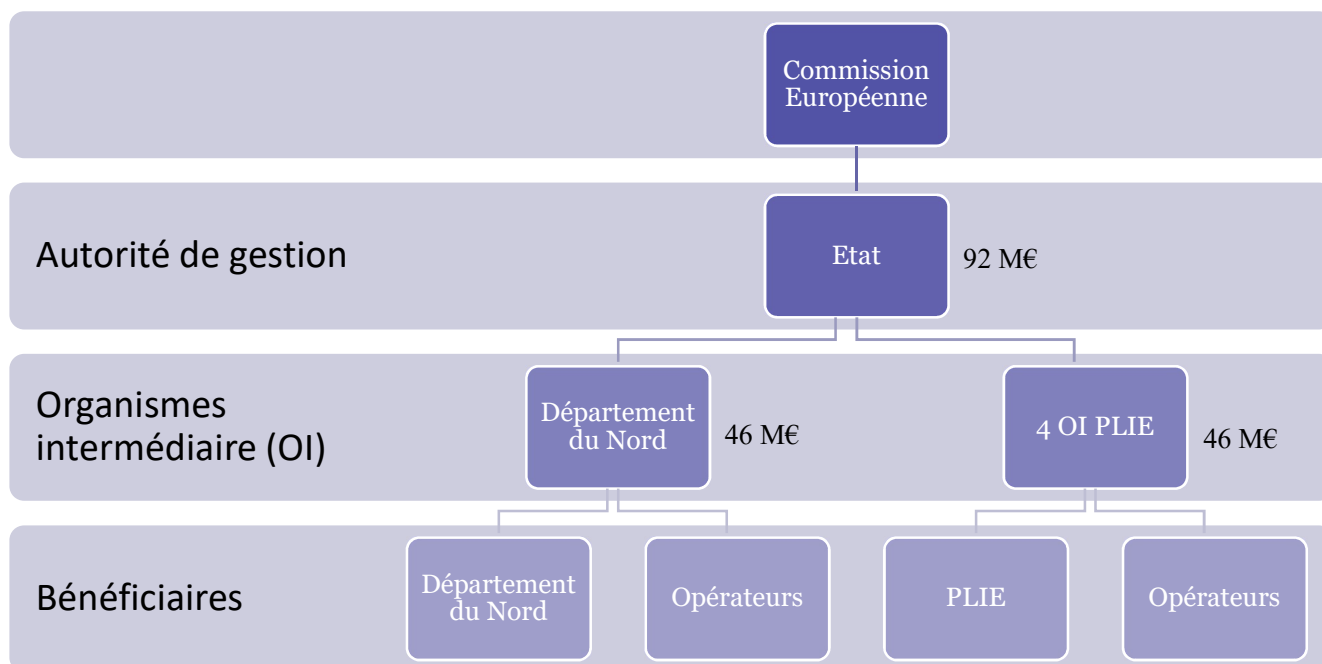 Commission
Européenne
Autorité de gestion
Etat
92 M€
Organismes
intermédiaire (OI)
Département
du Nord
46 M€
4 OI PLIE
46 M€
Bénéficiaires
Département
du Nord
Opérateurs
PLIE
Opérateurs